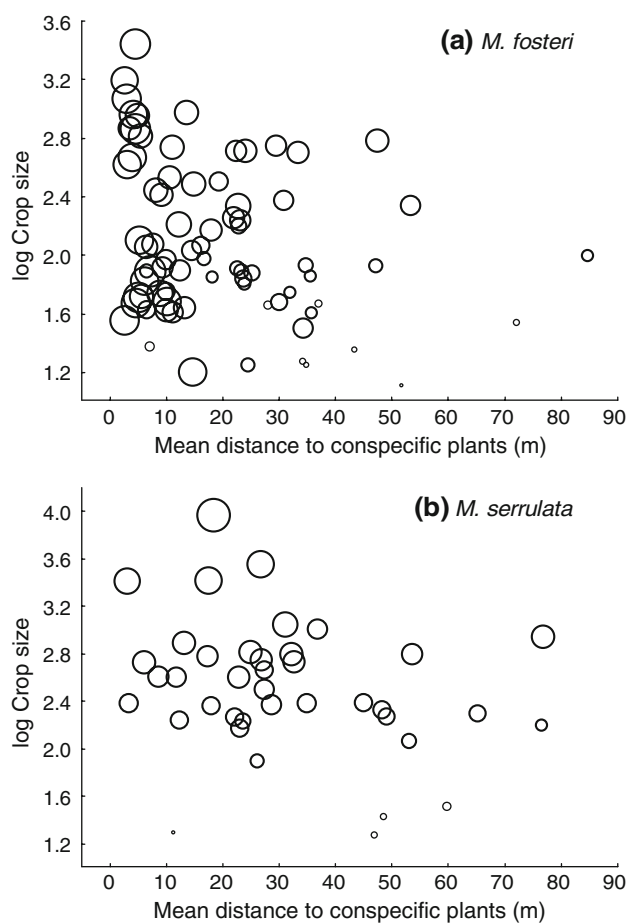 (a) M. fosteri
3.6
3.2
2.8
2.4
2.0
1.6
1.2
log Crop size
0 10 20 30 40 50 60 70 80 90
Mean distance to conspecific plants (m)
(b) M. serrulata
4.0
3.6
3.2
2.8
2.4
2.0
1.6
1.2
log Crop size
0 10 20 30 40 50 60 70 80 90
Mean distance to conspecific plants (m)